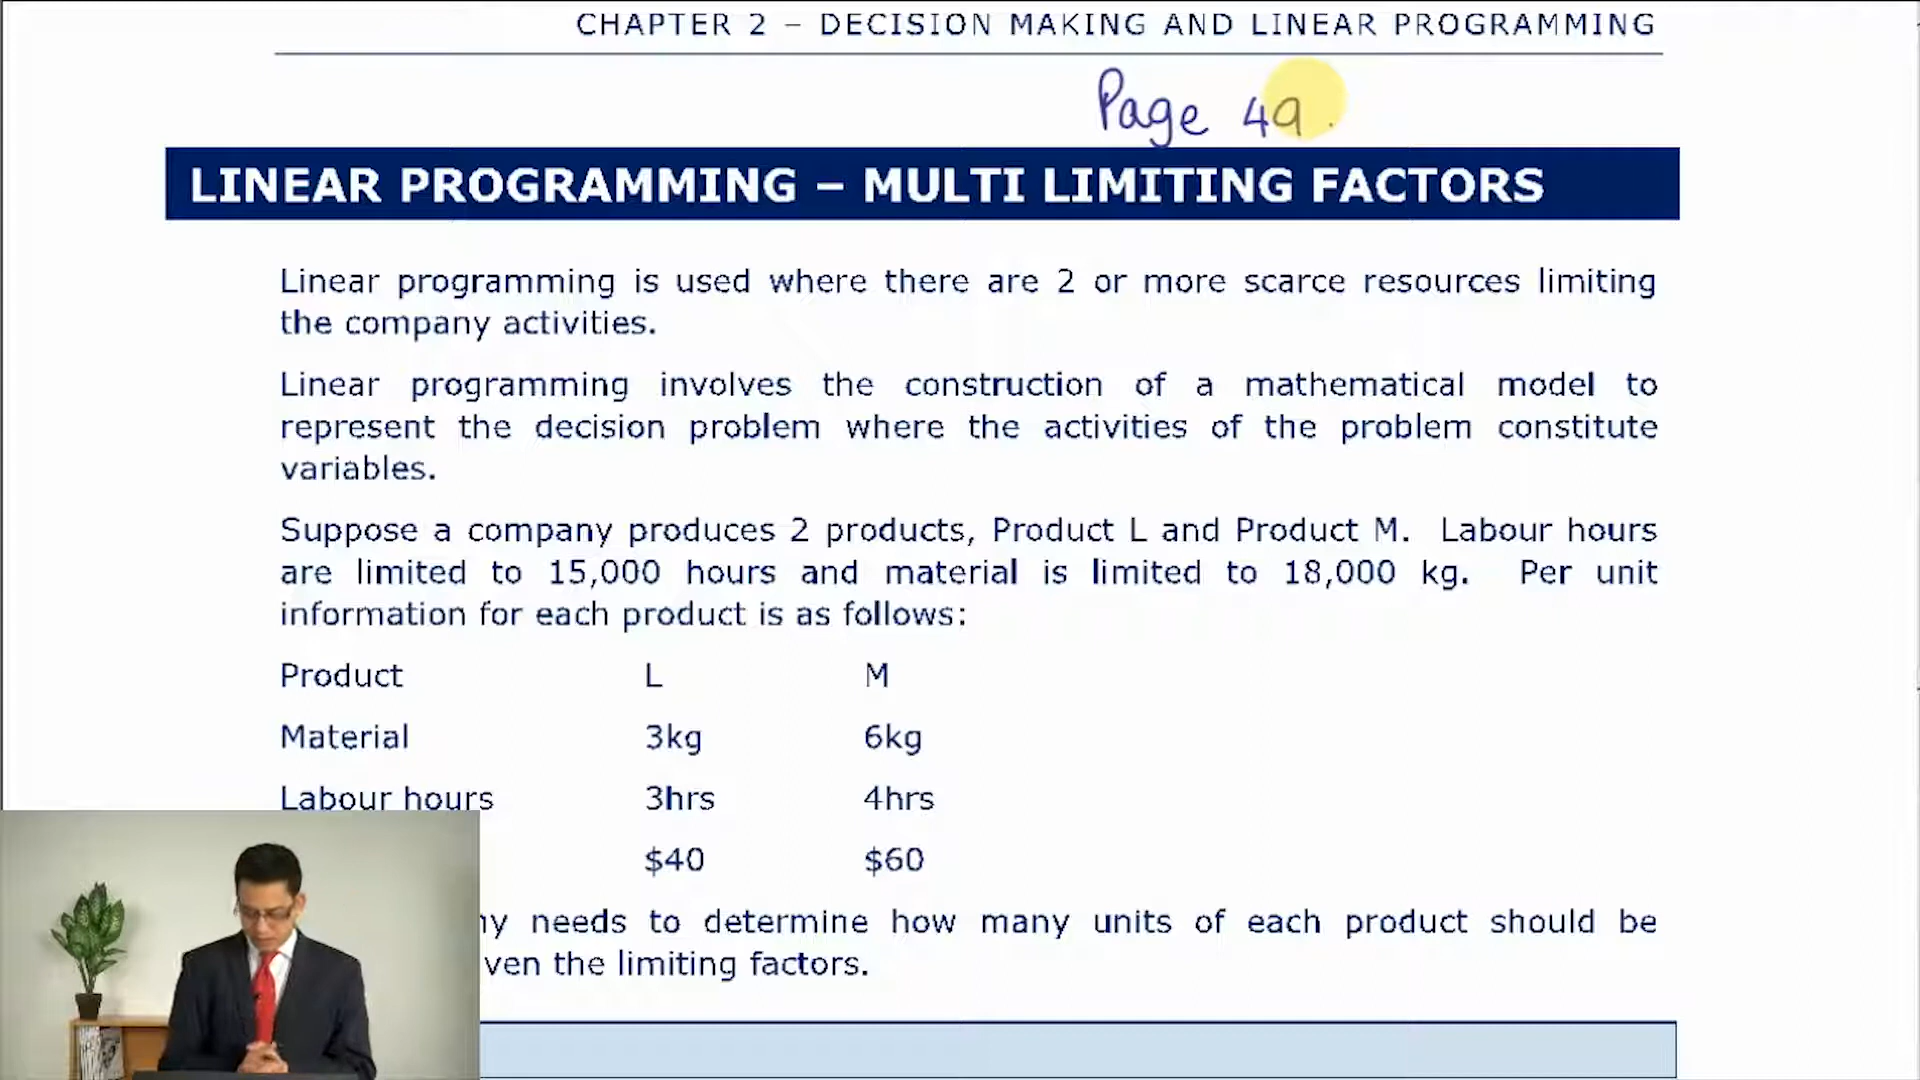 CHAPTER 2 – DECISION MAKING AND LINEAR PROGRAMMING
Page 49.
LINEAR PROGRAMMING – MULTI LIMITING FACTORS
Linear programming is used where there are 2 or more scarce resources limiting
the company activities.
Linear programming involves the construction of a mathematical model to
represent the decision problem where the activities of the problem constitute
variables.
Suppose a company produces 2 products, Product L and Product M. Labour hours
are limited to 15,000 hours and material is limited to 18,000 kg. Per unit
information for each product is as follows:
Product L M
Material 3kg 6kg
Labour hours 3hrs 4hrs
$40 $60
needs to determine how many units of each product should be
the limiting factors.